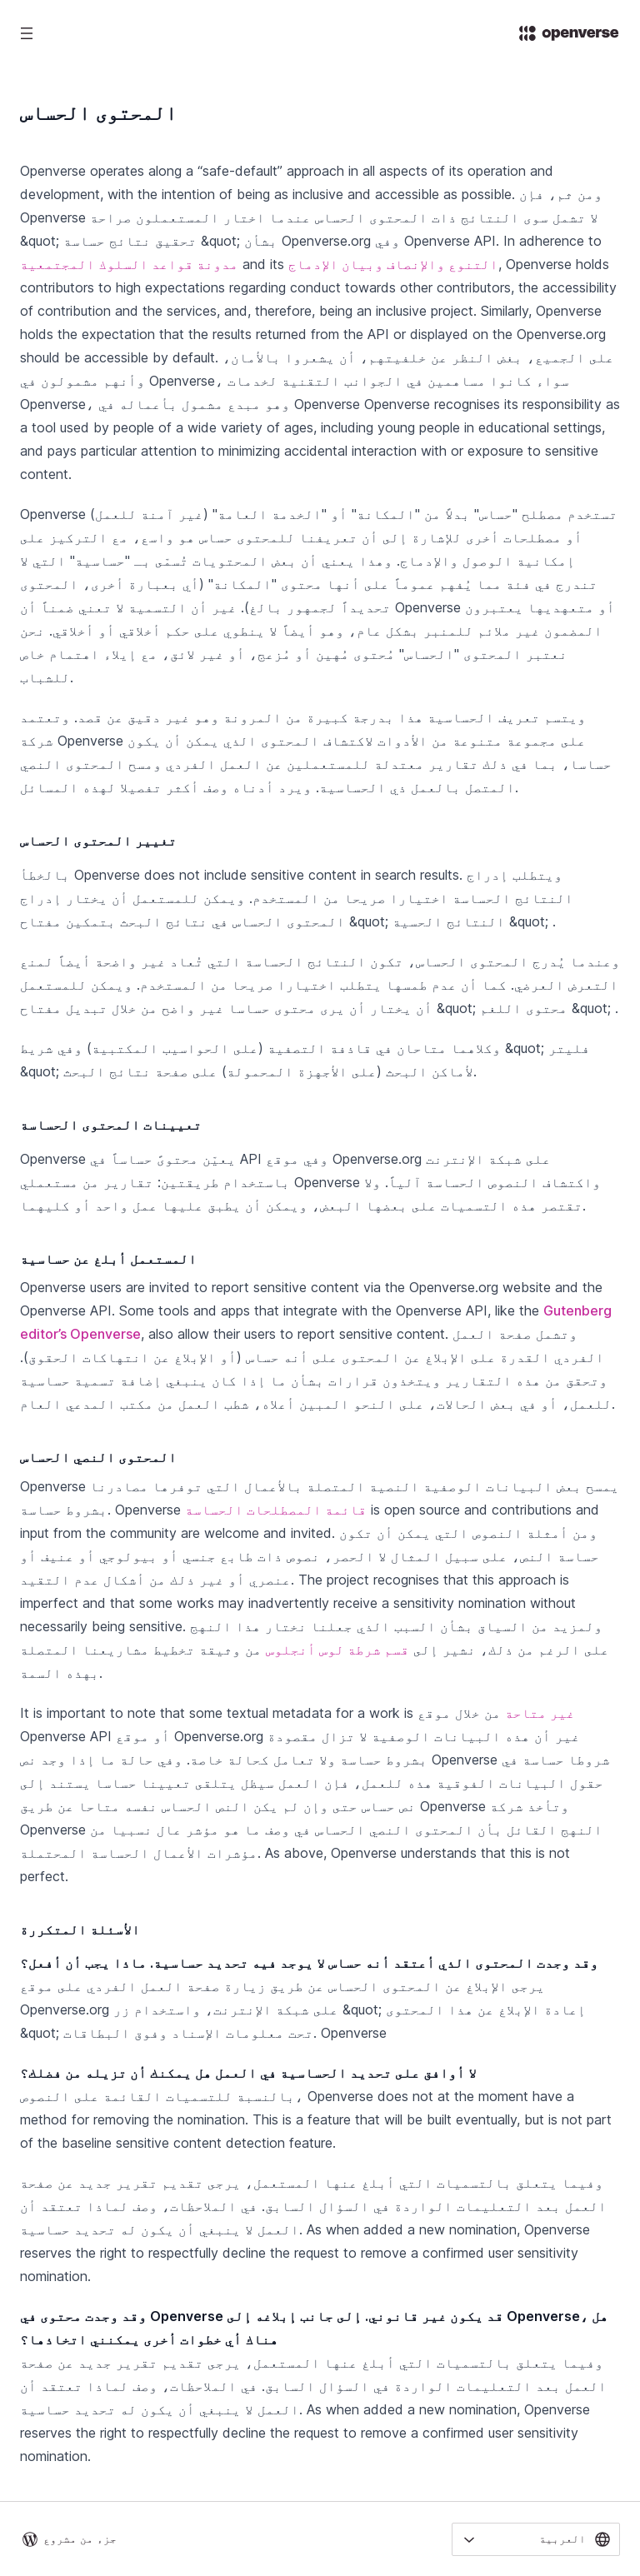 openverse
المحتوى الحساس
Openverse operates along a “safe-default” approach in all aspects of its operation and
development, with the intention of being as inclusive and accessible as possible. ومن ثم، فإن
Openverse لا تشمل سوى النتائج ذات المحتوى الحساس عندما اختار المستعملون صراحة
&quot; تحقيق نتائج حساسة &quot; بشأن Openverse.org وفي Openverse API. In adherence to
مدونة قواعد السلوك المجتمعية and its التنوع والإنصاف وبيان الإدماج, Openverse holds
contributors to high expectations regarding conduct towards other contributors, the accessibility
of contribution and the services, and, therefore, being an inclusive project. Similarly, Openverse
holds the expectation that the results returned from the API or displayed on the Openverse.org
should be accessible by default. على الجميع، بغض النظر عن خلفيتهم، أن يشعروا بالأمان،
وأنهم مشمولون في Openverse، سواء كانوا مساهمين في الجوانب التقنية لخدمات
Openverse، وهو مبدع مشمول بأعماله في Openverse Openverse recognises its responsibility as
a tool used by people of a wide variety of ages, including young people in educational settings,
and pays particular attention to minimizing accidental interaction with or exposure to sensitive
content.
Openverse تستخدم مصطلح "حساس" بدلاً من "المكانة" أو "الخدمة العامة" (غير آمنة للعمل)
أو مصطلحات أخرى للإشارة إلى أن تعريفنا للمحتوى حساس هو واسع، مع التركيز على
إمكانية الوصول والإدماج. وهذا يعني أن بعض المحتويات تُسمّى بـ "حساسية" التي لا
تندرج في فئة مما يُفهم عموماً على أنها محتوى "المكانة" (أي بعبارة أخرى، المحتوى
تحديداً لجمهور بالغ). غير أن التسمية لا تعني ضمناً أن Openverse أو متعهديها يعتبرون
المضمون غير ملائم للمنبر بشكل عام، وهو أيضاً لا ينطوي على حكم أخلاقي أو أخلاقي. نحن
نعتبر المحتوى "الحساس" مُحتوى مُهين أو مُزعج، أو غير لائق، مع إيلاء اهتمام خاص
للشباب.
ويتسم تعريف الحساسية هذا بدرجة كبيرة من المرونة وهو غير دقيق عن قصد. وتعتمد
شركة Openverse على مجموعة متنوعة من الأدوات لاكتشاف المحتوى الذي يمكن أن يكون
حساسا، بما في ذلك تقارير معتدلة للمستعملين عن العمل الفردي ومسح المحتوى النصي
المتصل بالعمل ذي الحساسية. ويرد أدناه وصف أكثر تفصيلا لهذه المسائل.
تغيير المحتوى الحساس
بالخطأ Openverse does not include sensitive content in search results. ويتطلب إدراج
النتائج الحساسة اختيارا صريحا من المستخدم. ويمكن للمستعمل أن يختار إدراج
المحتوى الحساس في نتائج البحث بتمكين مفتاح &quot; النتائج الحسية &quot; .
وعندما يُدرج المحتوى الحساس، تكون النتائج الحساسة التي تُعاد غير واضحة أيضاً لمنع
التعرض العرضي. كما أن عدم طمسها يتطلب اختيارا صريحا من المستخدم. ويمكن للمستعمل
أن يختار أن يرى محتوى حساسا غير واضح من خلال تبديل مفتاح &quot; محتوى اللغم &quot; .
وكلاهما متاحان في قاذفة التصفية (على الحواسيب المكتبية) وفي شريط &quot; فليتر
&quot; لأماكن البحث (على الأجهزة المحمولة) على صفحة نتائج البحث.
تعيينات المحتوى الحساسة
Openverse يعيّن محتوىً حساساً في API وفي موقع Openverse.org على شبكة الإنترنت
باستخدام طريقتين: تقارير من مستعملي Openverse واكتشاف النصوص الحساسة آلياً. ولا
تقتصر هذه التسميات على بعضها البعض، ويمكن أن يطبق عليها عمل واحد أو كليهما.
المستعمل أبلغ عن حساسية
Openverse users are invited to report sensitive content via the Openverse.org website and the
Openverse API. Some tools and apps that integrate with the Openverse API, like the Gutenberg
editor’s Openverse, also allow their users to report sensitive content. وتشمل صفحة العمل
الفردي القدرة على الإبلاغ عن المحتوى على أنه حساس (أو الإبلاغ عن انتهاكات الحقوق).
وتحقق من هذه التقارير ويتخذون قرارات بشأن ما إذا كان ينبغي إضافة تسمية حساسية
للعمل، أو في بعض الحالات، على النحو المبين أعلاه، شطب العمل من مكتب المدعي العام.
المحتوى النصي الحساس
Openverse يمسح بعض البيانات الوصفية النصية المتصلة بالأعمال التي توفرها مصادرنا
بشروط حساسة. Openverse قائمة المصطلحات الحساسة is open source and contributions and
input from the community are welcome and invited. ومن أمثلة النصوص التي يمكن أن تكون
حساسة النص، على سبيل المثال لا الحصر، نصوص ذات طابع جنسي أو بيولوجي أو عنيف أو
عنصري أو غير ذلك من أشكال عدم التقيد. The project recognises that this approach is
imperfect and that some works may inadvertently receive a sensitivity nomination without
necessarily being sensitive. ولمزيد من السياق بشأن السبب الذي جعلنا نختار هذا النهج
على الرغم من ذلك، نشير إلى قسم شرطة لوس أنجلوس من وثيقة تخطيط مشاريعنا المتصلة
بهذه السمة.
It is important to note that some textual metadata for a work is غير متاحة من خلال موقع
Openverse API أو موقع Openverse.org غير أن هذه البيانات الوصفية لا تزال مقصودة
بشروط حساسة ولا تعامل كحالة خاصة. وفي حالة ما إذا وجد نص Openverse شروطا حساسة في
حقول البيانات الفوقية هذه للعمل، فإن العمل سيظل يتلقى تعيينا حساسا يستند إلى
نص حساس حتى وإن لم يكن النص الحساس نفسه متاحا عن طريق Openverse وتأخذ شركة
Openverse النهج القائل بأن المحتوى النصي الحساس في وصف ما هو مؤشر عال نسبيا من
مؤشرات الأعمال الحساسة المحتملة. As above, Openverse understands that this is not
perfect.
الأسئلة المتكررة
وقد وجدت المحتوى الذي أعتقد أنه حساس لا يوجد فيه تحديد حساسية. ماذا يجب أن أفعل؟
يرجى الإبلاغ عن المحتوى الحساس عن طريق زيارة صفحة العمل الفردي على موقع
Openverse.org على شبكة الإنترنت، واستخدام زر &quot; إعادة الإبلاغ عن هذا المحتوى
&quot; تحت معلومات الإسناد وفوق البطاقات. Openverse
لا أوافق على تحديد الحساسية في العمل هل يمكنك أن تزيله من فضلك؟
بالنسبة للتسميات القائمة على النصوص، Openverse does not at the moment have a
method for removing the nomination. This is a feature that will be built eventually, but is not part
of the baseline sensitive content detection feature.
وفيما يتعلق بالتسميات التي أبلغ عنها المستعمل، يرجى تقديم تقرير جديد عن صفحة
العمل بعد التعليمات الواردة في السؤال السابق. في الملاحظات، وصف لماذا تعتقد أن
العمل لا ينبغي أن يكون له تحديد حساسية. As when added a new nomination, Openverse
reserves the right to respectfully decline the request to remove a confirmed user sensitivity
nomination.
وقد وجدت محتوى في Openverse قد يكون غير قانوني. إلى جانب إبلاغه إلى Openverse، هل
هناك أي خطوات أخرى يمكنني اتخاذها؟
وفيما يتعلق بالتسميات التي أبلغ عنها المستعمل، يرجى تقديم تقرير جديد عن صفحة
العمل بعد التعليمات الواردة في السؤال السابق. في الملاحظات، وصف لماذا تعتقد أن
العمل لا ينبغي أن يكون له تحديد حساسية. As when added a new nomination, Openverse
reserves the right to respectfully decline the request to remove a confirmed user sensitivity
nomination.
جزء من مشروع
العربية